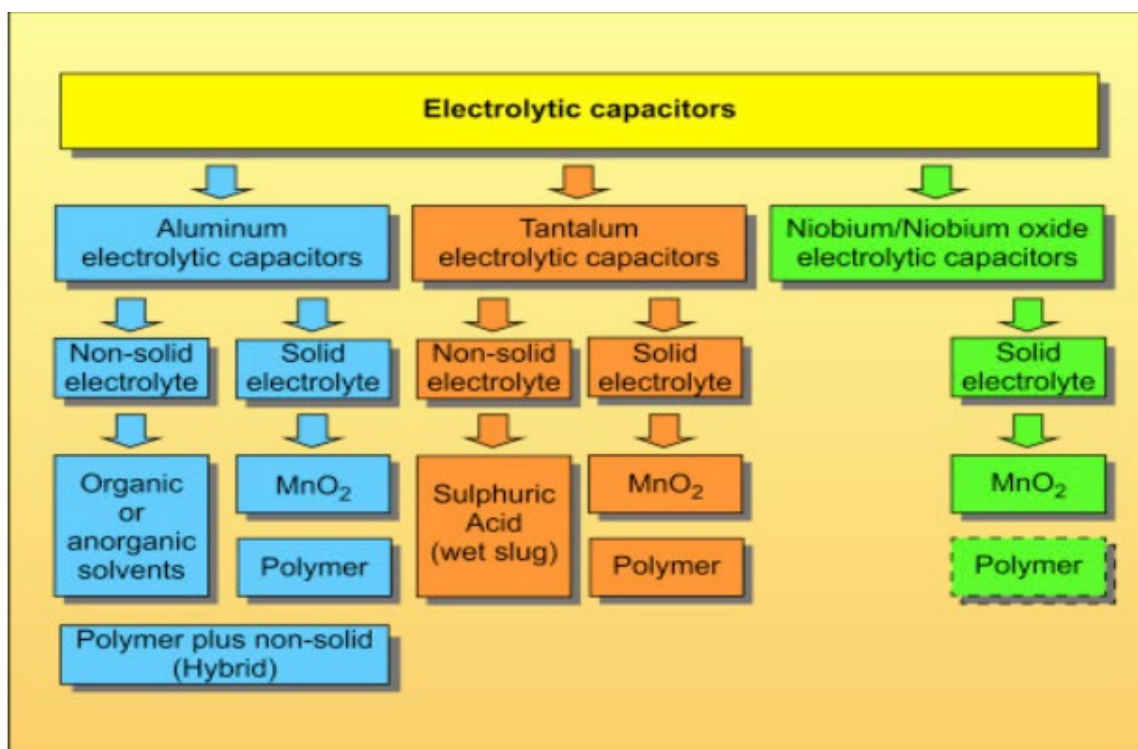 Electrolytic capacitors
Aluminum
electrolytic capacitors
Tantalum
electrolytic capacitors
Niobium/Niobium oxide
electrolytic capacitors
Non-solid
electrolyte
Solid
electrolyte
Non-solid
electrolyte
Solid
electrolyte
Solid
electrolyte
Organic
or
anorganic
solvents
MnO₂
Polymer
Sulphuric
Acid
(wet slug)
MnO₂
Polymer
MnO₂
Polymer
Polymer plus non-solid
(Hybrid)